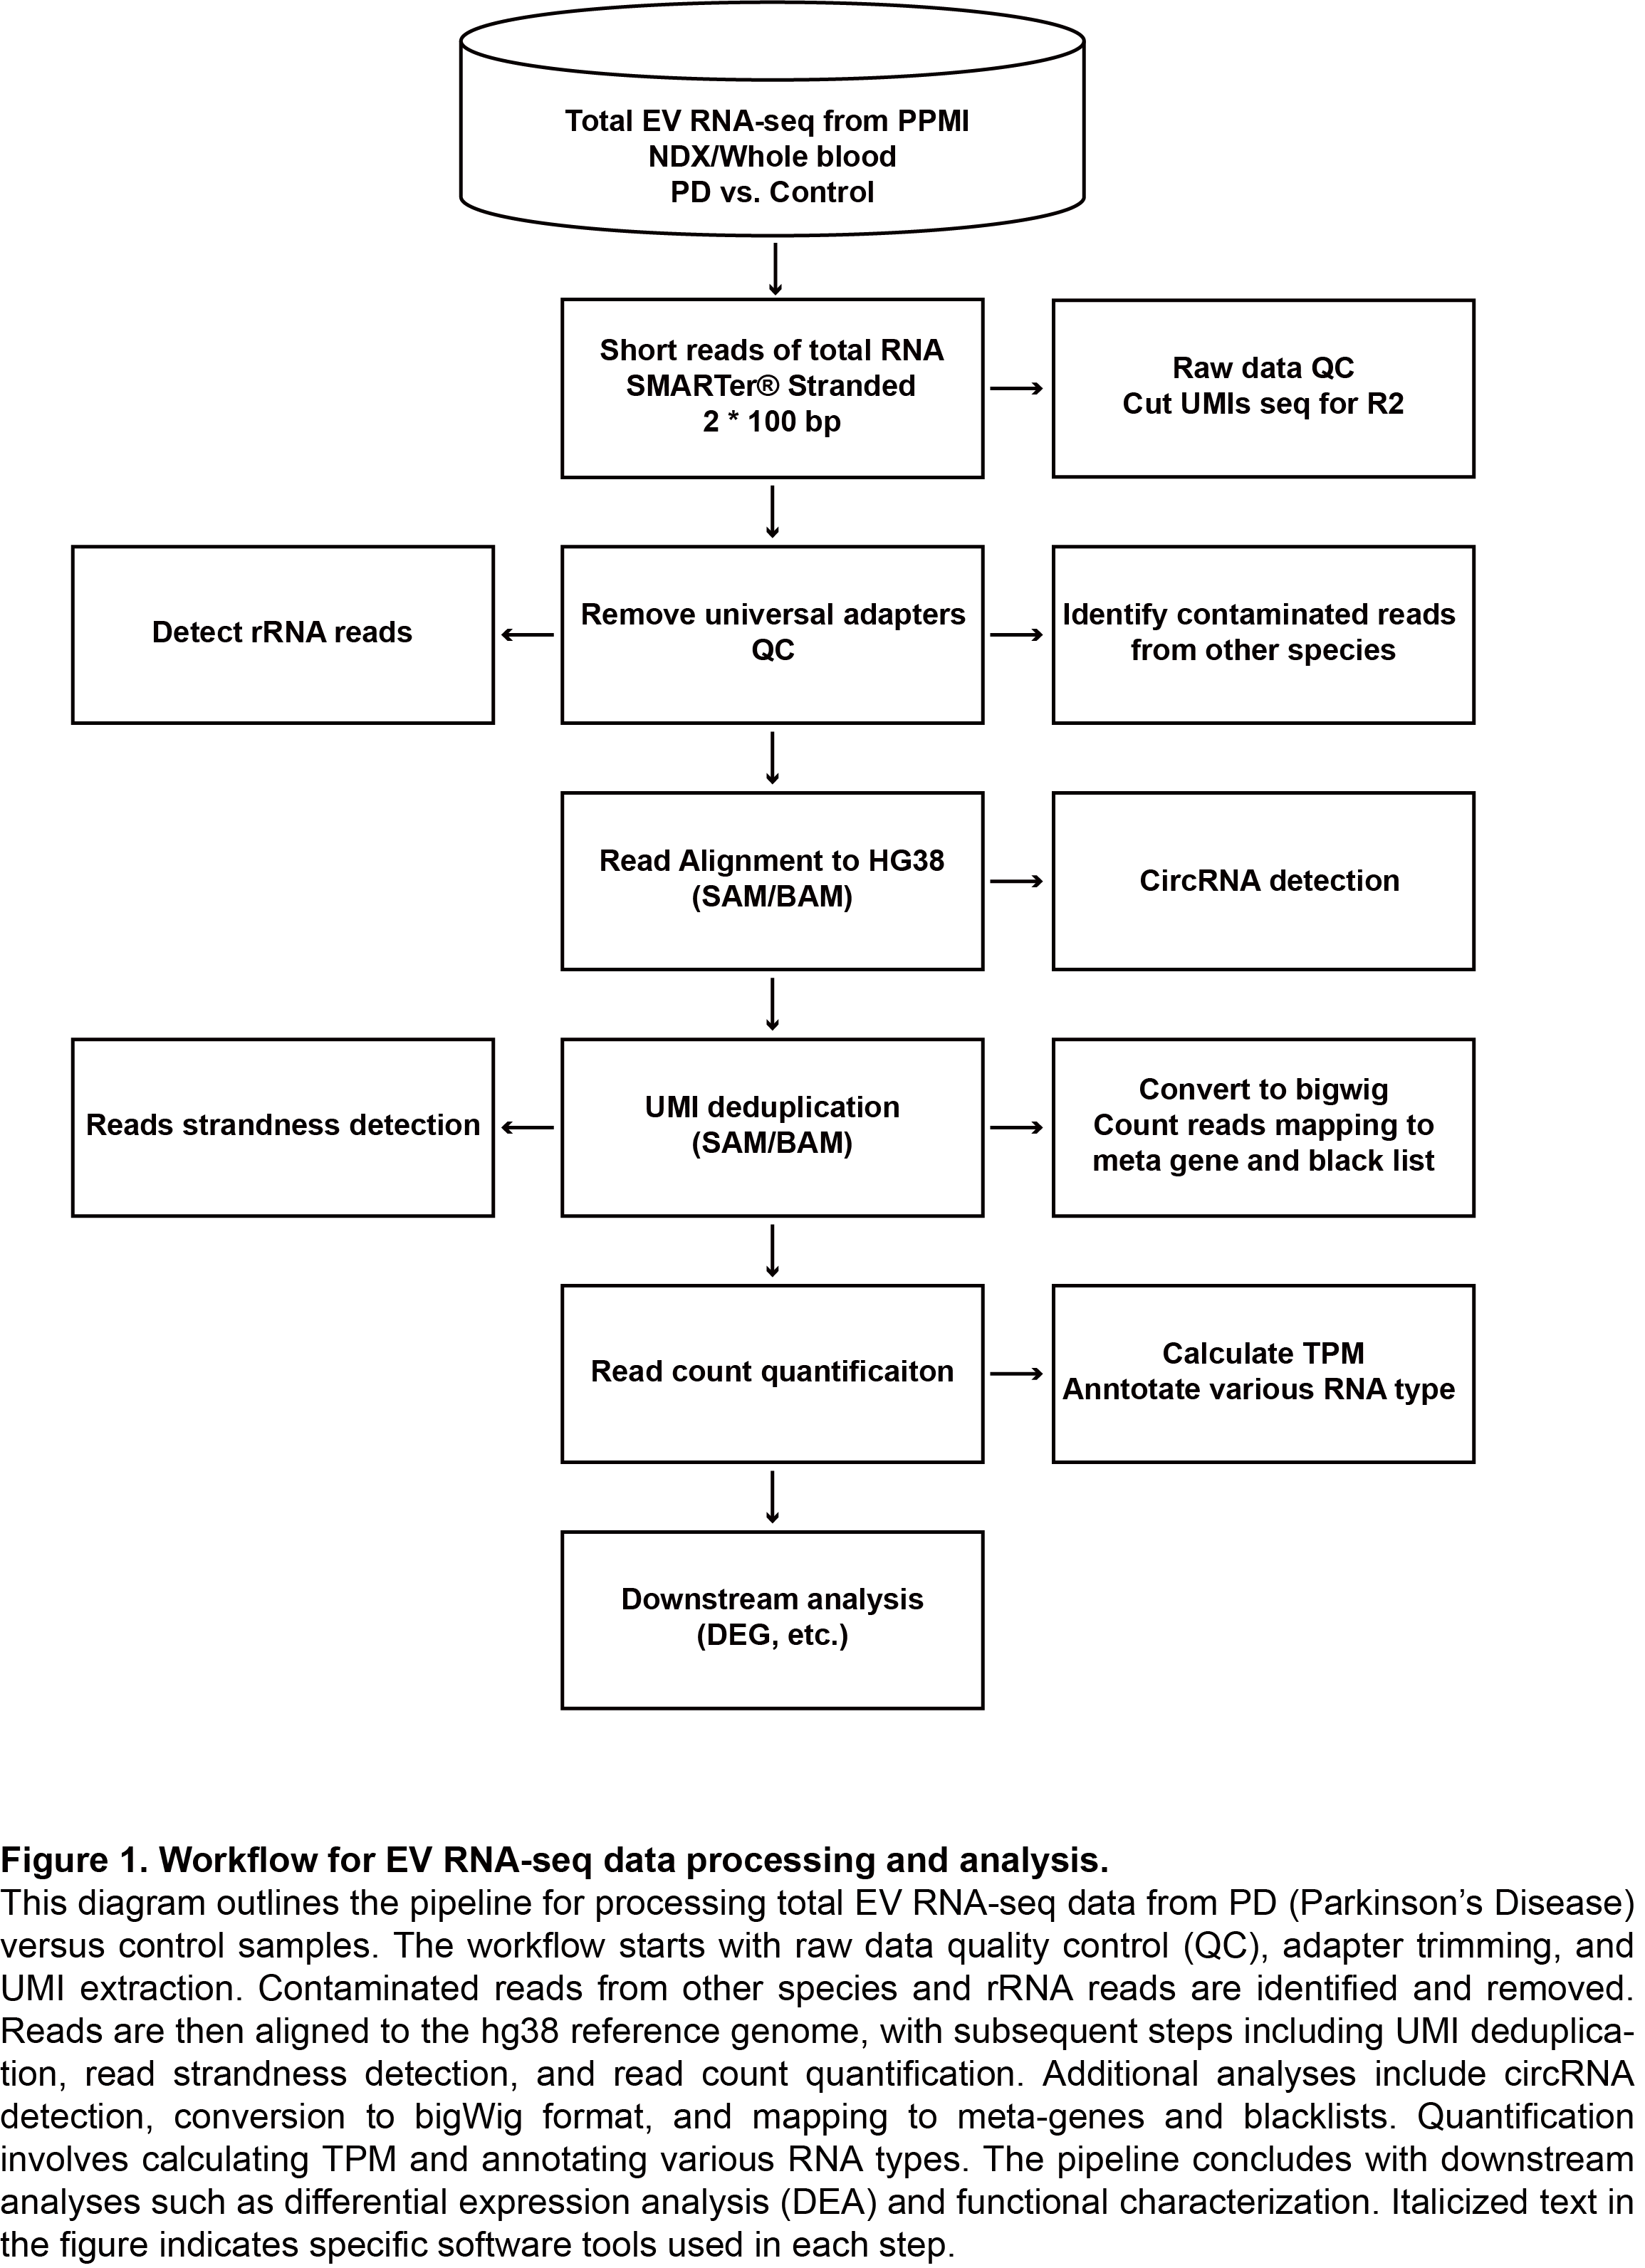 Total EV RNA-seq from PPMI
NDX/Whole blood
PD vs. Control
Short reads of total RNA
SMARTer® Stranded
2 * 100 bp
Raw data QC
Cut UMIs seq for R2
Detect rRNA reads
Remove universal adapters
QC
Identify contaminated reads
from other species
Read Alignment to HG38
(SAM/BAM)
CircRNA detection
Reads strandness detection
UMI deduplication
(SAM/BAM)
Convert to bigwig
Count reads mapping to
meta gene and black list
Read count quantificaiton
Calculate TPM
Anntotate various RNA type
Downstream analysis
(DEG, etc.)
Figure 1. Workflow for EV RNA-seq data processing and analysis.
This diagram outlines the pipeline for processing total EV RNA-seq data from PD (Parkinson’s Disease)
versus control samples. The workflow starts with raw data quality control (QC), adapter trimming, and
UMI extraction. Contaminated reads from other species and rRNA reads are identified and removed.
Reads are then aligned to the hg38 reference genome, with subsequent steps including UMI deduplica-
tion, read strandness detection, and read count quantification. Additional analyses include circRNA
detection, conversion to bigWig format, and mapping to meta-genes and blacklists. Quantification
involves calculating TPM and annotating various RNA types. The pipeline concludes with downstream
analyses such as differential expression analysis (DEA) and functional characterization. Italicized text in
the figure indicates specific software tools used in each step.